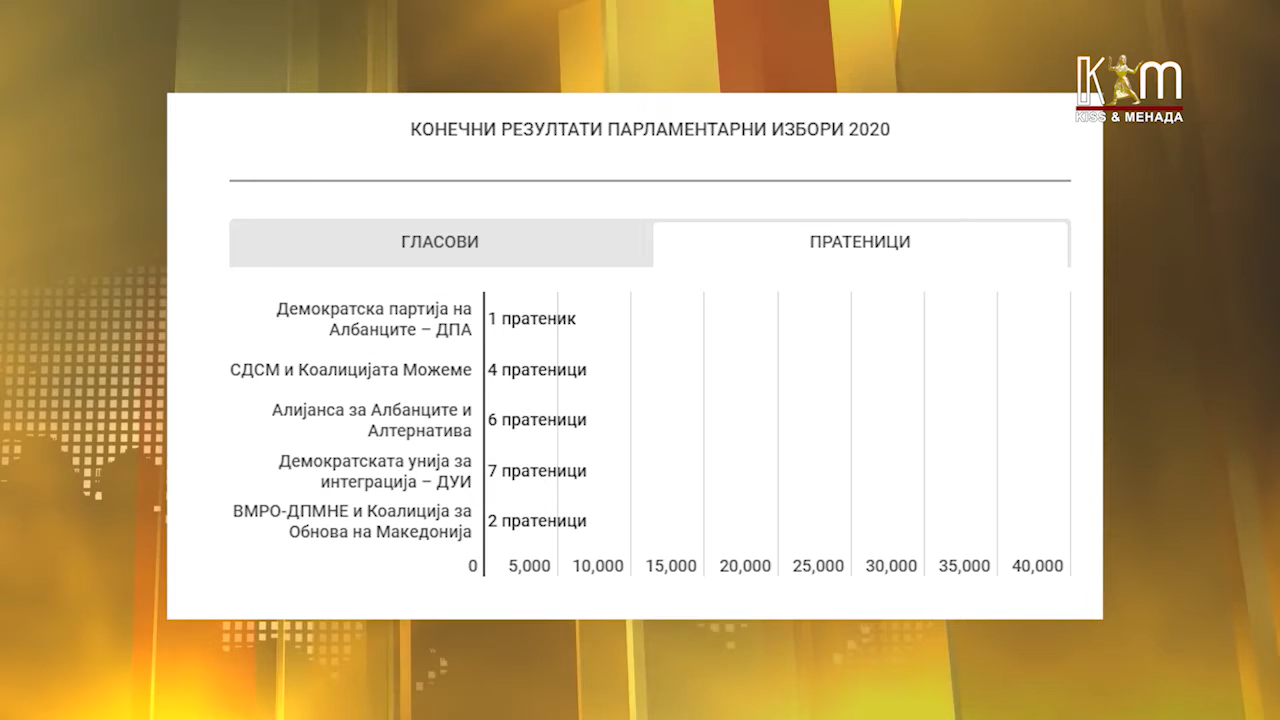 K m
KISS & МЕНАДА
КОНЕЧНИ РЕЗУЛТАТИ ПАРЛАМЕНТАРНИ ИЗБОРИ 2020
ГЛАСОВИ
ПРАТЕНИЦИ
Демократска партија на
Албанците – ДПА
1 пратеник
СДСМ и Коалицијата Можеме
4 пратеници
Алијанса за Албанците и
Алтернатива
6 пратеници
Демократската унија за
интеграција – ДУИ
7 пратеници
ВМРО-ДПМНЕ и Коалиција за
Обнова на Македонија
2 пратеници
0 5,000 10,000 15,000 20,000 25,000 30,000 35,000 40,000